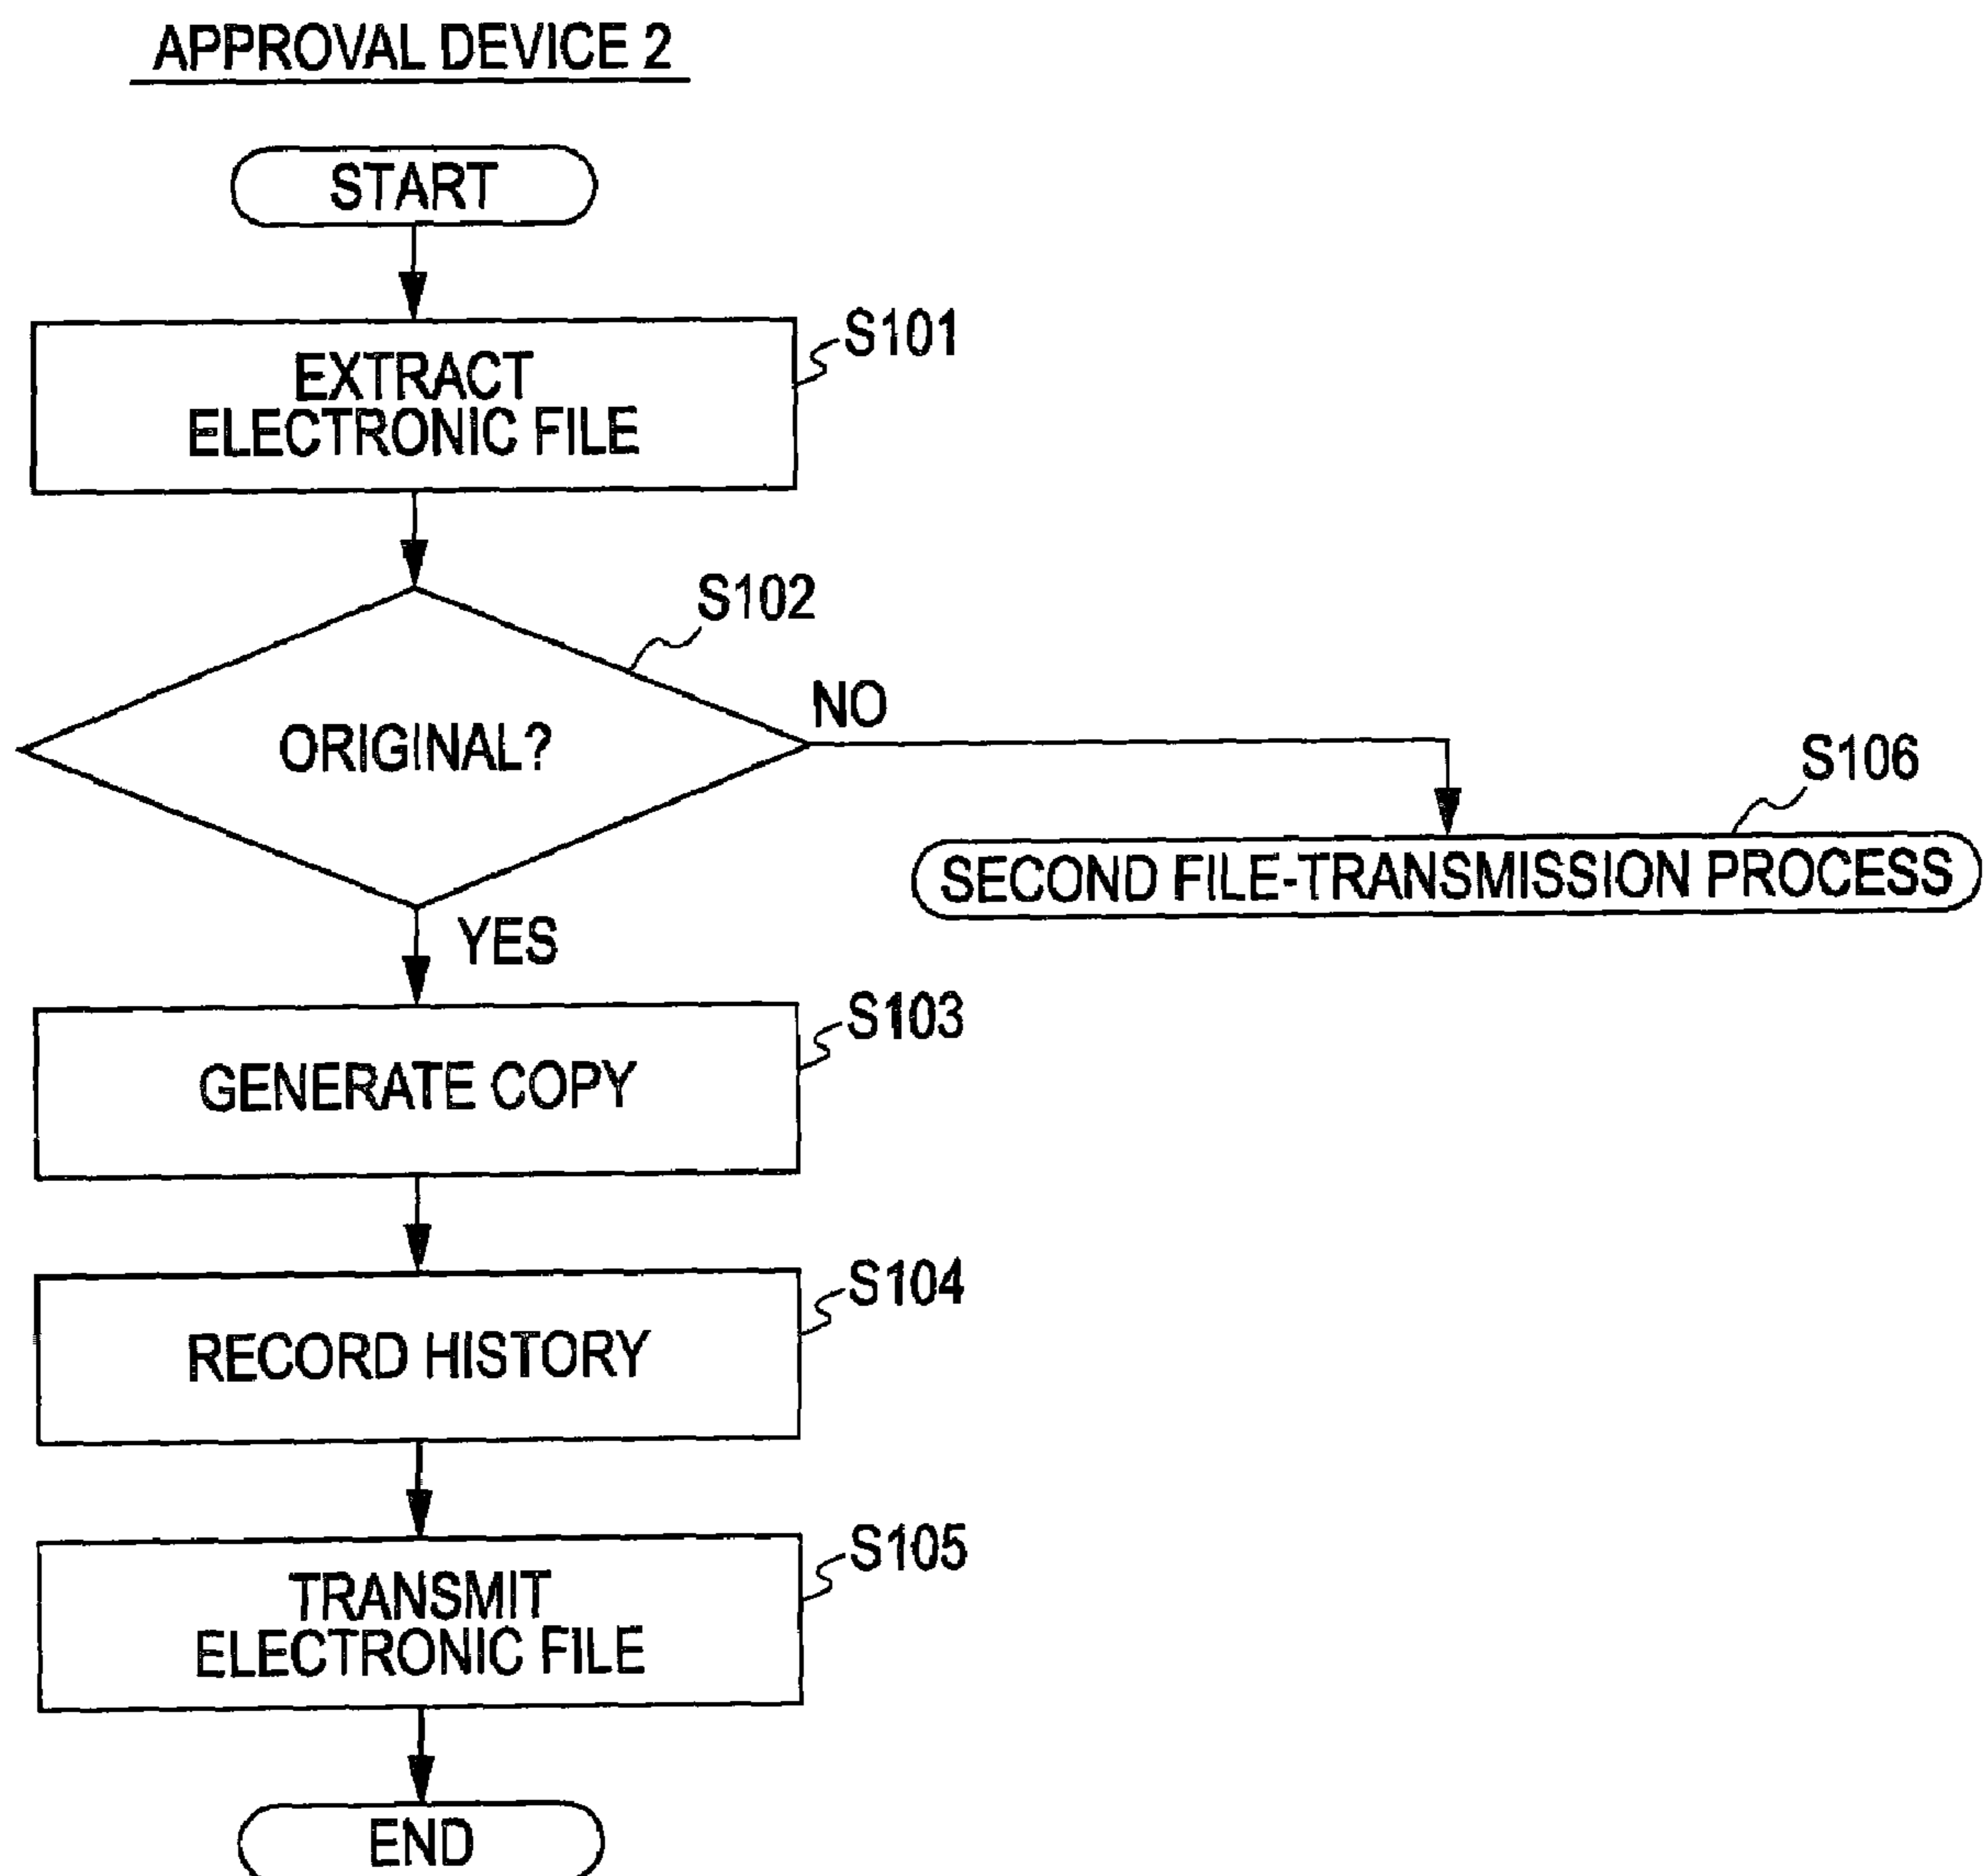 APPROVAL DEVICE 2
START
S101
EXTRACT
ELECTRONIC FILE
S102
ORIGINAL?
NO
S106
SECOND FILE-TRANSMISSION PROCESS
YES
S103
GENERATE COPY
S104
RECORD HISTORY
S105
TRANSMIT
ELECTRONIC FILE
END